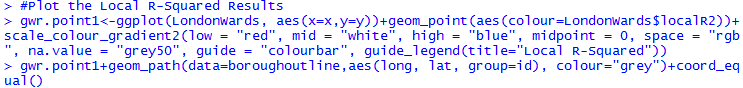 > #Plot the Local R-Squared Results
> gwr.point1<-ggplot(LondonWards, aes(x=x,y=y))+geom_point(aes(colour=LondonWards$localR2))+
scale_colour_gradient2(low = "red", mid = "white", high = "blue", midpoint = 0, space = "rgb
", na.value = "grey50", guide = "colourbar", guide_legend(title="Local R-Squared"))
> gwr.point1+geom_path(data=boroughoutline,aes(long, lat, group=id), colour="grey")+coord_eq
ual()